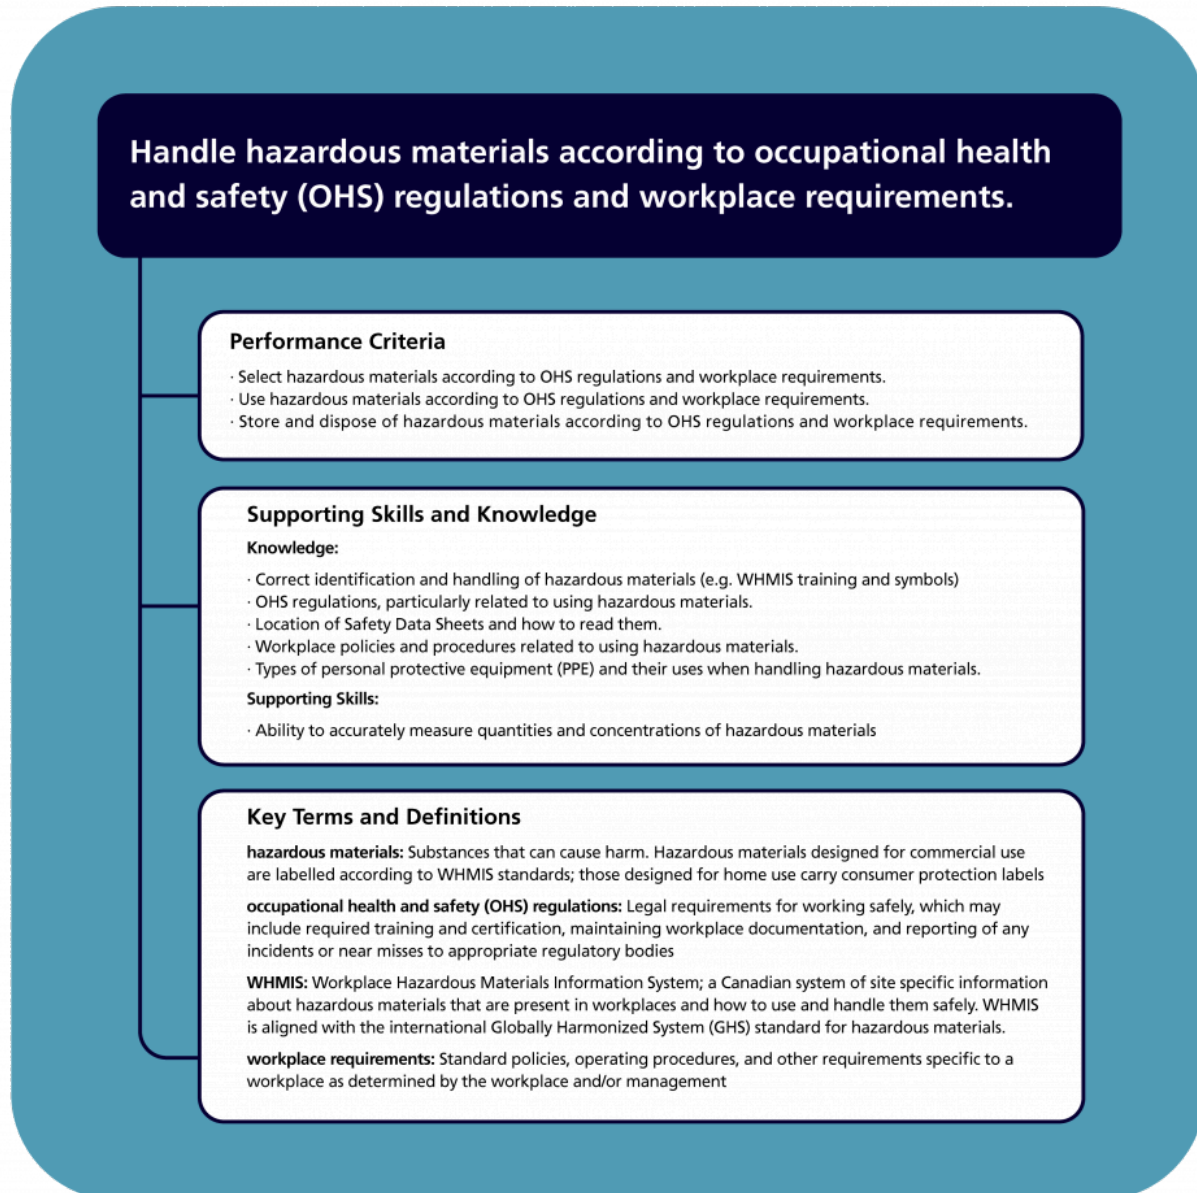 Handle hazardous materials according to occupational health
and safety (OHS) regulations and workplace requirements.
Performance Criteria
· Select hazardous materials according to OHS regulations and workplace requirements.
· Use hazardous materials according to OHS regulations and workplace requirements.
· Store and dispose of hazardous materials according to OHS regulations and workplace requirements.
Supporting Skills and Knowledge
Knowledge:
· Correct identification and handling of hazardous materials (e.g. WHMIS training and symbols)
· OHS regulations, particularly related to using hazardous materials.
· Location of Safety Data Sheets and how to read them.
· Workplace policies and procedures related to using hazardous materials.
· Types of personal protective equipment (PPE) and their uses when handling hazardous materials.
Supporting Skills:
· Ability to accurately measure quantities and concentrations of hazardous materials
Key Terms and Definitions
hazardous materials: Substances that can cause harm. Hazardous materials designed for commercial use
are labelled according to WHMIS standards; those designed for home use carry consumer protection labels
occupational health and safety (OHS) regulations: Legal requirements for working safely, which may
include required training and certification, maintaining workplace documentation, and reporting of any
incidents or near misses to appropriate regulatory bodies
WHMIS: Workplace Hazardous Materials Information System; a Canadian system of site specific information
about hazardous materials that are present in workplaces and how to use and handle them safely. WHMIS
is aligned with the international Globally Harmonized System (GHS) standard for hazardous materials.
workplace requirements: Standard policies, operating procedures, and other requirements specific to a
workplace as determined by the workplace and/or management